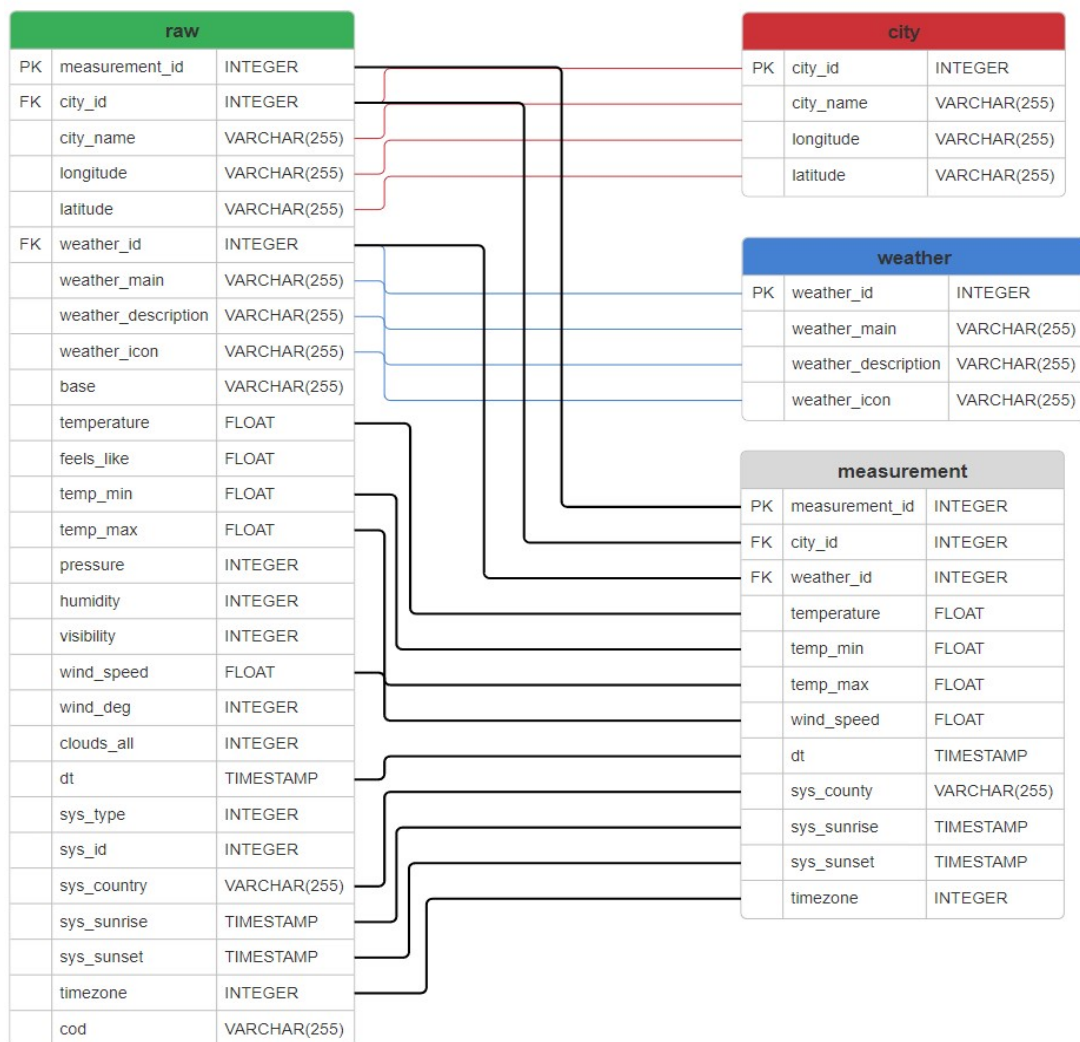 raw
PK measurement_id INTEGER
FK city_id INTEGER
city_name VARCHAR(255)
longitude VARCHAR(255)
latitude VARCHAR(255)
FK weather_id INTEGER
weather_main VARCHAR(255)
weather_description VARCHAR(255)
weather_icon VARCHAR(255)
base VARCHAR(255)
temperature FLOAT
feels_like FLOAT
temp_min FLOAT
temp_max FLOAT
pressure INTEGER
humidity INTEGER
visibility INTEGER
wind_speed FLOAT
wind_deg INTEGER
clouds_all INTEGER
dt TIMESTAMP
sys_type INTEGER
sys_id INTEGER
sys_country VARCHAR(255)
sys_sunrise TIMESTAMP
sys_sunset TIMESTAMP
timezone INTEGER
cod VARCHAR(255)
city
PK city_id INTEGER
city_name VARCHAR(255)
longitude VARCHAR(255)
latitude VARCHAR(255)
weather
PK weather_id INTEGER
weather_main VARCHAR(255)
weather_description VARCHAR(255)
weather_icon VARCHAR(255)
measurement
PK measurement_id INTEGER
FK city_id INTEGER
FK weather_id INTEGER
temperature FLOAT
temp_min FLOAT
temp_max FLOAT
wind_speed FLOAT
dt TIMESTAMP
sys_county VARCHAR(255)
sys_sunrise TIMESTAMP
sys_sunset TIMESTAMP
timezone INTEGER